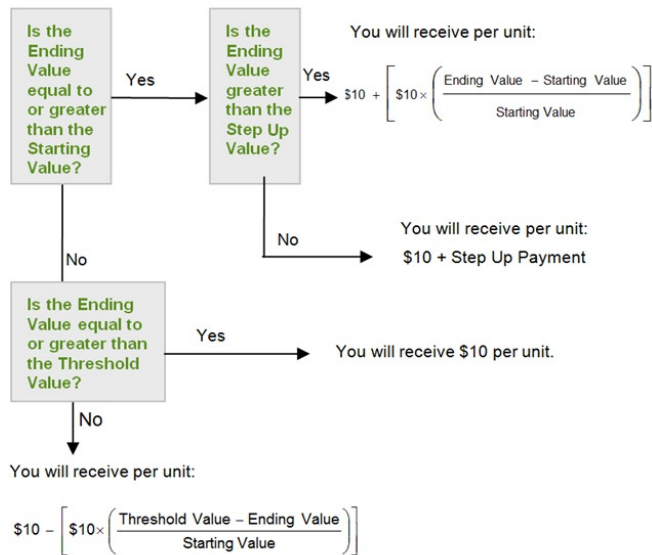 Is the
Ending
Value
equal to
or greater
than the
Starting
Value?
Yes
Is the
Ending
Value
greater
than the
Step Up
Value?
Yes
You will receive per unit:
$10 + [ $10 × ( Ending Value – Starting Value / Starting Value ) ]
No
You will receive per unit:
$10 + Step Up Payment
No
Is the Ending
Value equal to
or greater than
the Threshold
Value?
Yes
You will receive $10 per unit.
No
You will receive per unit:
$10 – [ $10× ( Threshold Value – Ending Value / Starting Value ) ]